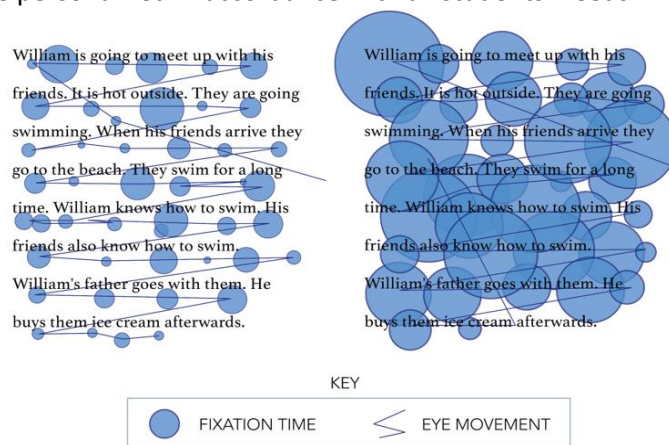 William is going to meet up with his
friends. It is hot outside. They are going
swimming. When his friends arrive they
go to the beach. They swim for a long
time. William knows how to swim. His
friends also know how to swim.
William's father goes with them. He
buys them ice cream afterwards.
William is going to meet up with his
friends. It is hot outside. They are going
swimming. When his friends arrive they
go to the beach. They swim for a long
time. William knows how to swim. His
friends also know how to swim.
William's father goes with them. He
buys them ice cream afterwards.
KEY
FIXATION TIME
EYE MOVEMENT